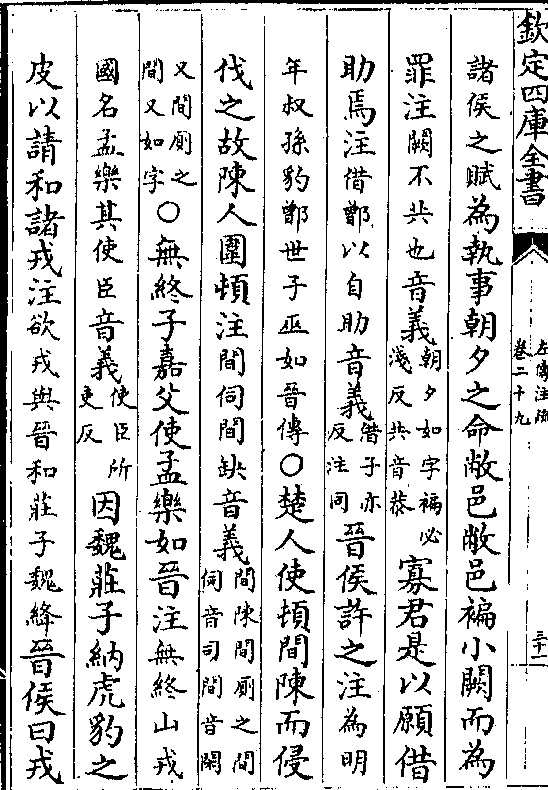 欽定四庫全書
左傳注疏
卷二十九
三十一
諸侯之賦為執事朝夕之命敝邑敝邑褊小闕而為
罪注闕不共也音義朝夕如字褊必淺反共音恭寡君是以願借
助焉注借鄫以自助音義借子亦反注同晉侯許之注為明
年叔孫豹鄫世子巫如晉傳○楚人使頓間陳而侵
伐之故陳人圍頓注間伺間缺音義間陳間厠之間伺音司間音閑
又間厠之間又如字○無終子嘉父使孟樂如晉注無終山戎
國名孟樂其使臣音義使臣所吏反因魏莊子納虎豹之
皮以請和諸戎注欲戎與晉和莊子魏絳晉侯曰戎